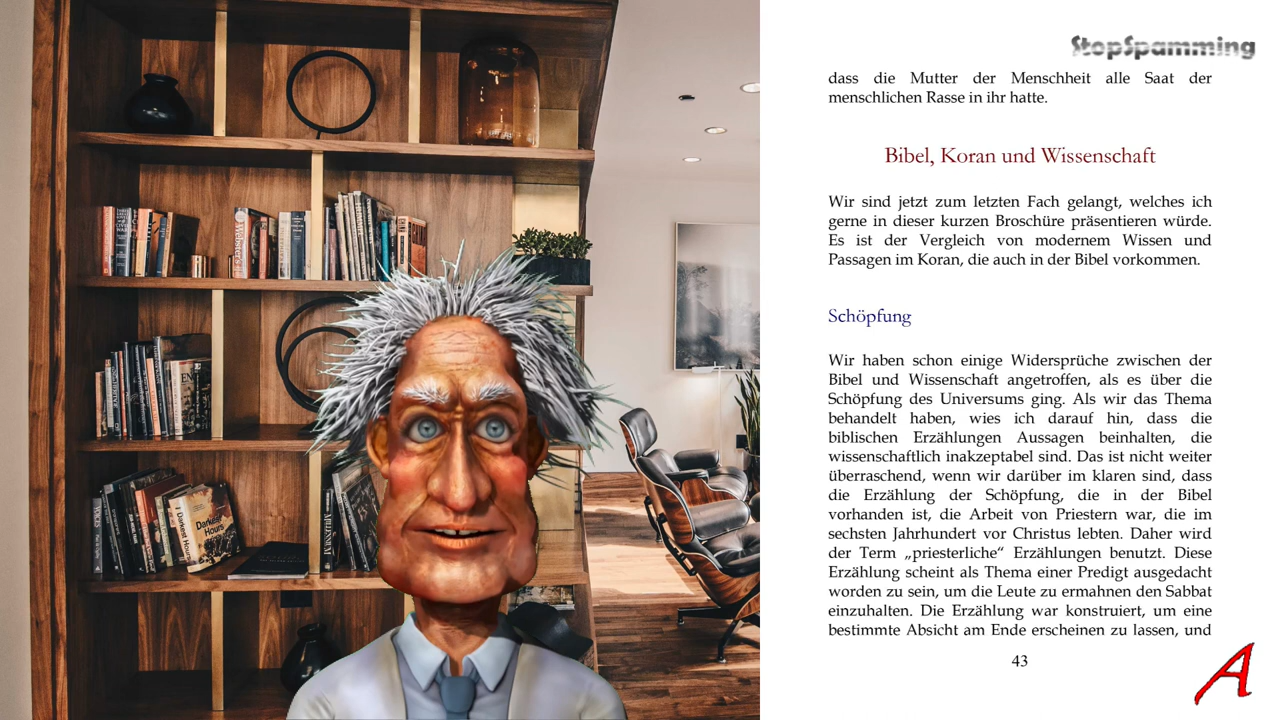 StopSpamming
dass die Mutter der Menschheit alle Saat der
menschlichen Rasse in ihr hatte.
Bibel, Koran und Wissenschaft
Wir sind jetzt zum letzten Fach gelangt, welches ich
gerne in dieser kurzen Broschüre präsentieren würde.
Es ist der Vergleich von modernem Wissen und
Passagen im Koran, die auch in der Bibel vorkommen.
Schöpfung
Wir haben schon einige Widersprüche zwischen der
Bibel und Wissenschaft angetroffen, als es über die
Schöpfung des Universums ging. Als wir das Thema
behandelt haben, wies ich darauf hin, dass die
biblischen Erzählungen Aussagen beinhalten, die
wissenschaftlich inakzeptabel sind. Das ist nicht weiter
überraschend, wenn wir darüber im klaren sind, dass
die Erzählung der Schöpfung, die in der Bibel
vorhanden ist, die Arbeit von Priestern war, die im
sechsten Jahrhundert vor Christus lebten. Daher wird
der Term „priesterliche“ Erzählungen benutzt. Diese
Erzählung scheint als Thema einer Predigt ausgedacht
worden zu sein, um die Leute zu ermahnen den Sabbat
einzuhalten. Die Erzählung war konstruiert, um eine
bestimmte Absicht am Ende erscheinen zu lassen, und
43
A
Darkest
Hours